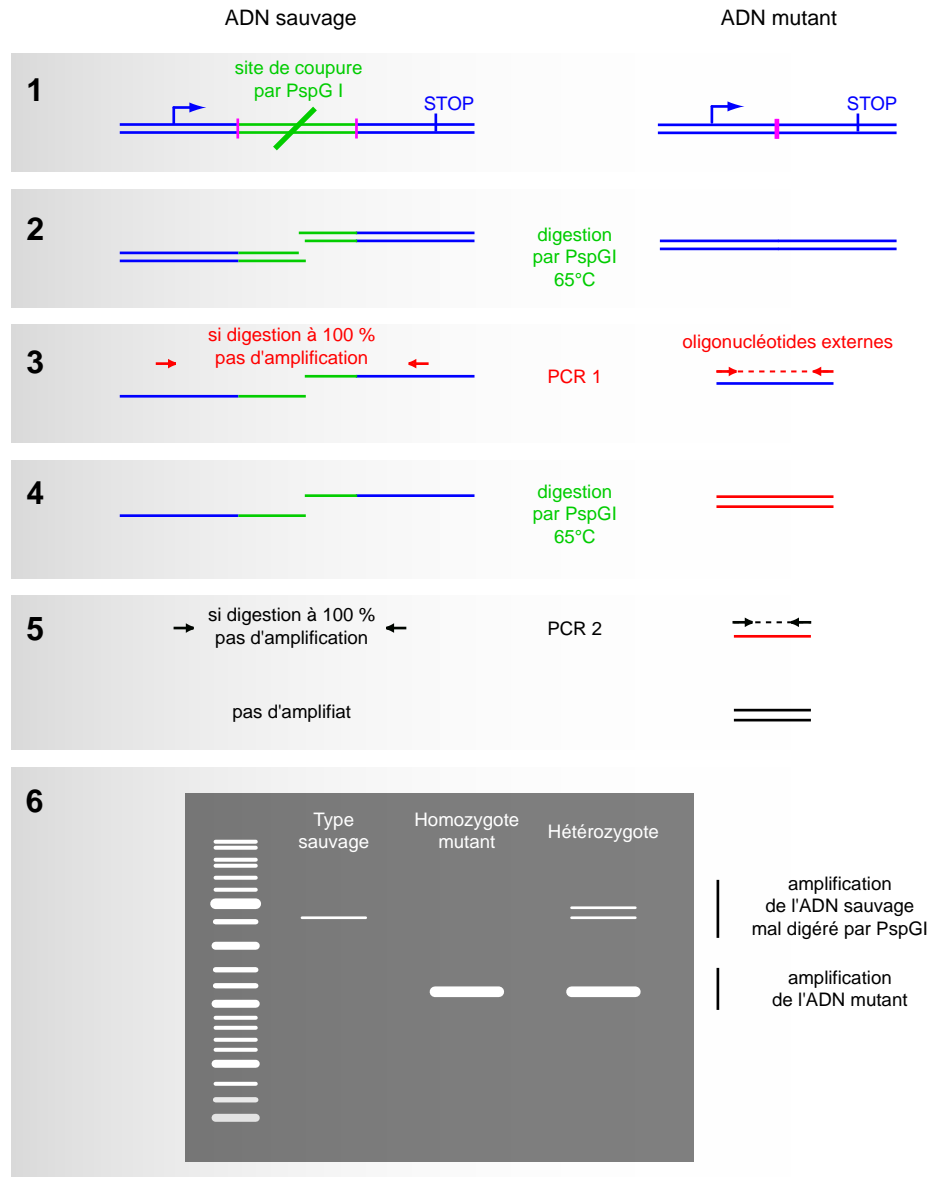 ADN sauvage
ADN mutant
1
site de coupure
par PspG I
STOP
STOP
2
digestion
par PspGI
65°C
3
si digestion à 100 %
pas d'amplification
PCR 1
oligonucléotides externes
4
digestion
par PspGI
65°C
5
si digestion à 100 %
pas d'amplification
PCR 2
pas d'amplifiat
6
Type
sauvage
Homozygote
mutant
Hétérozygote
amplification
de l'ADN sauvage
mal digéré par PspGI
amplification
de l'ADN mutant